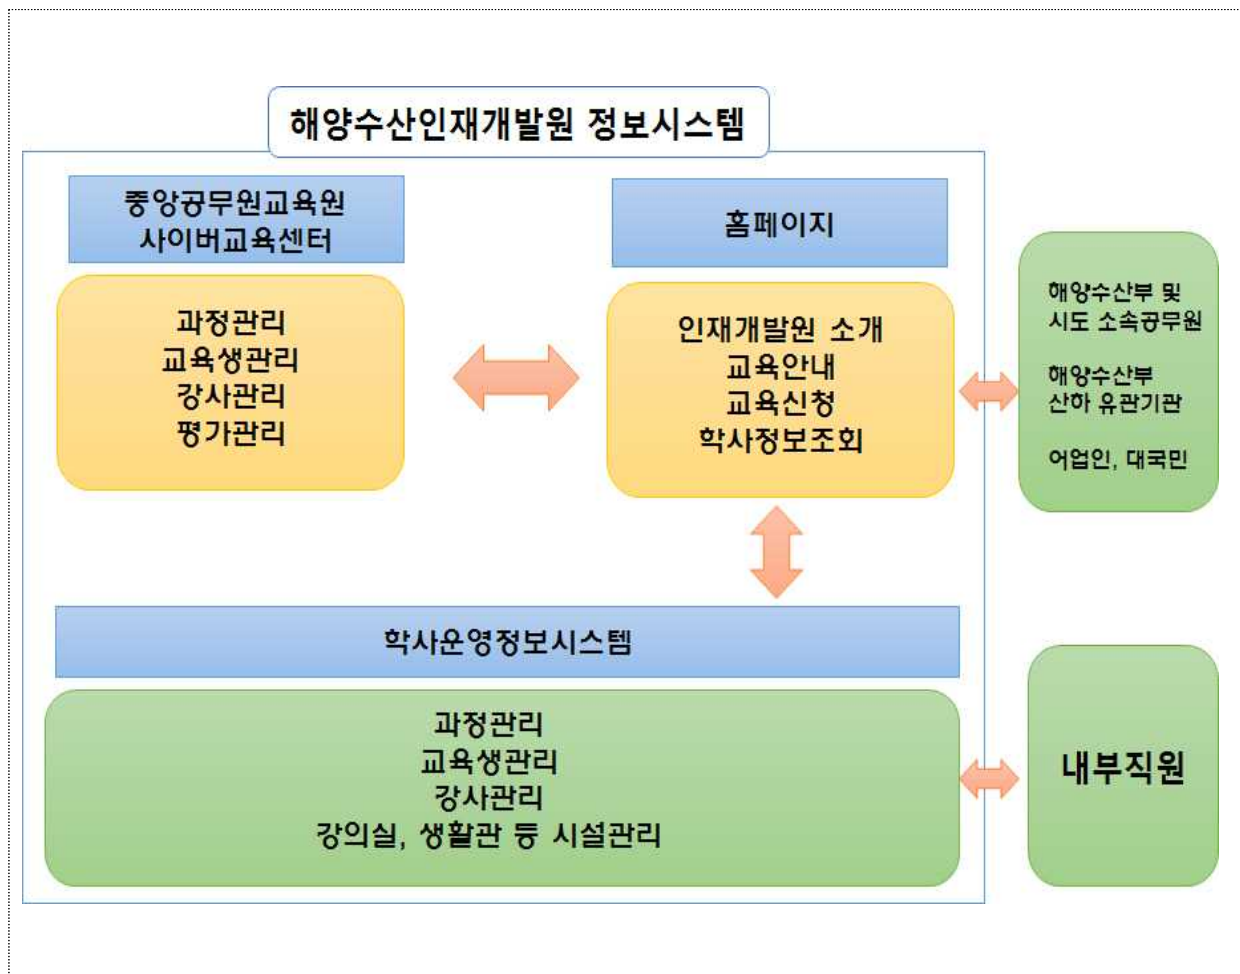 해양수산인재개발원 정보시스템
중앙공무원교육원
사이버교육센터
과정관리
교육생관리
강사관리
평가관리
홈페이지
인재개발원 소개
교육안내
교육신청
학사정보조회
해양수산부 및
시도 소속공무원
해양수산부
산하 유관기관
어업인, 대국민
학사운영정보시스템
과정관리
교육생관리
강사관리
강의실, 생활관 등 시설관리
내부직원